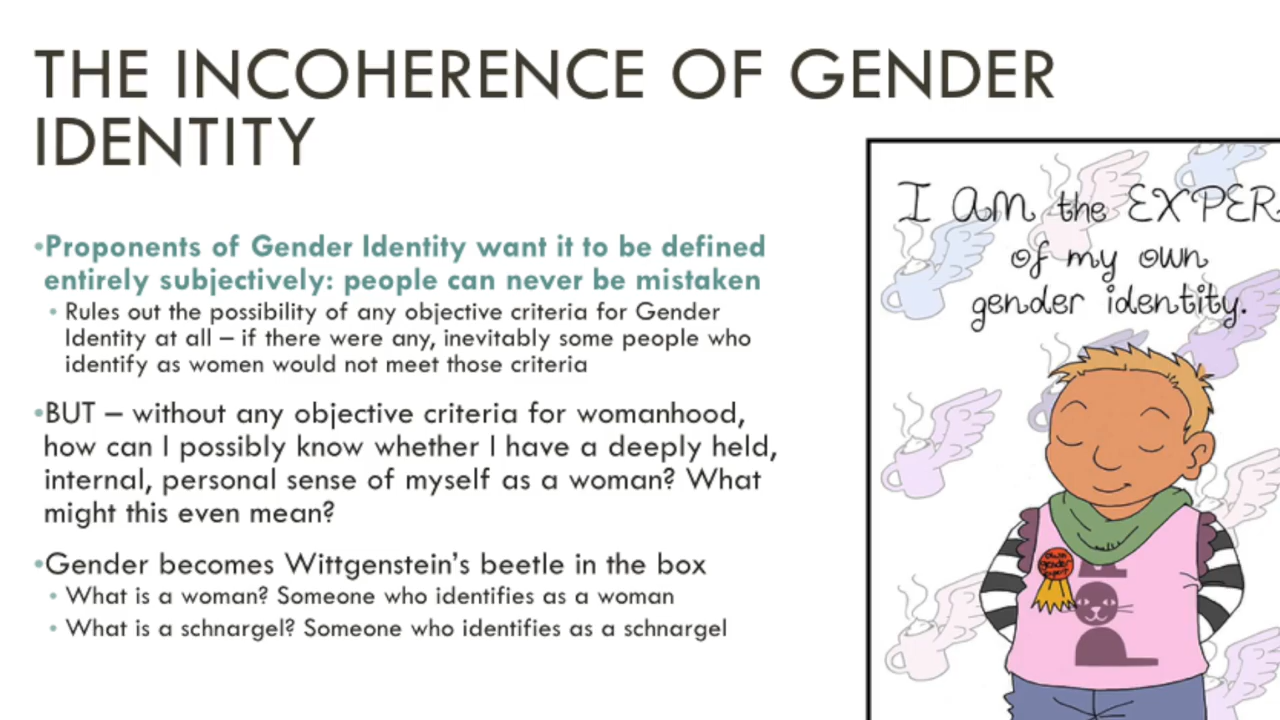 THE INCOHERENCE OF GENDER
IDENTITY
•Proponents of Gender Identity want it to be defined
entirely subjectively: people can never be mistaken
• Rules out the possibility of any objective criteria for Gender
Identity at all – if there were any, inevitably some people who
identify as women would not meet those criteria
•BUT – without any objective criteria for womanhood,
how can I possibly know whether I have a deeply held,
internal, personal sense of myself as a woman? What
might this even mean?
•Gender becomes Wittgenstein’s beetle in the box
• What is a woman? Someone who identifies as a woman
• What is a schnargel? Someone who identifies as a schnargel
I AM the EXPER
of my own
gender identity.